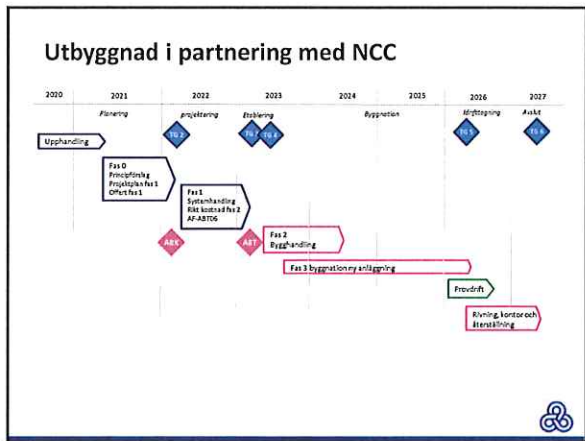 Utbyggnad i partnering med NCC
2020 2021 2022 2023 2024 2025 2026 2027
Planering projektering Etablering Byggnation Idrifttagning Avslut
TG 2 TG 4 TG 5 TG 6
Upphandling
Fas 0
Principförslag
Projektplan fas 1
Offert fas 1
Fas 1
Systemhandling
Rikt kostnad fas 2
AF-ABT06
ABK ABT
Fas 2
Bygghandling
Fas 3 byggnation ny anläggning
Provdrift
Rivning, kontor och
återställning